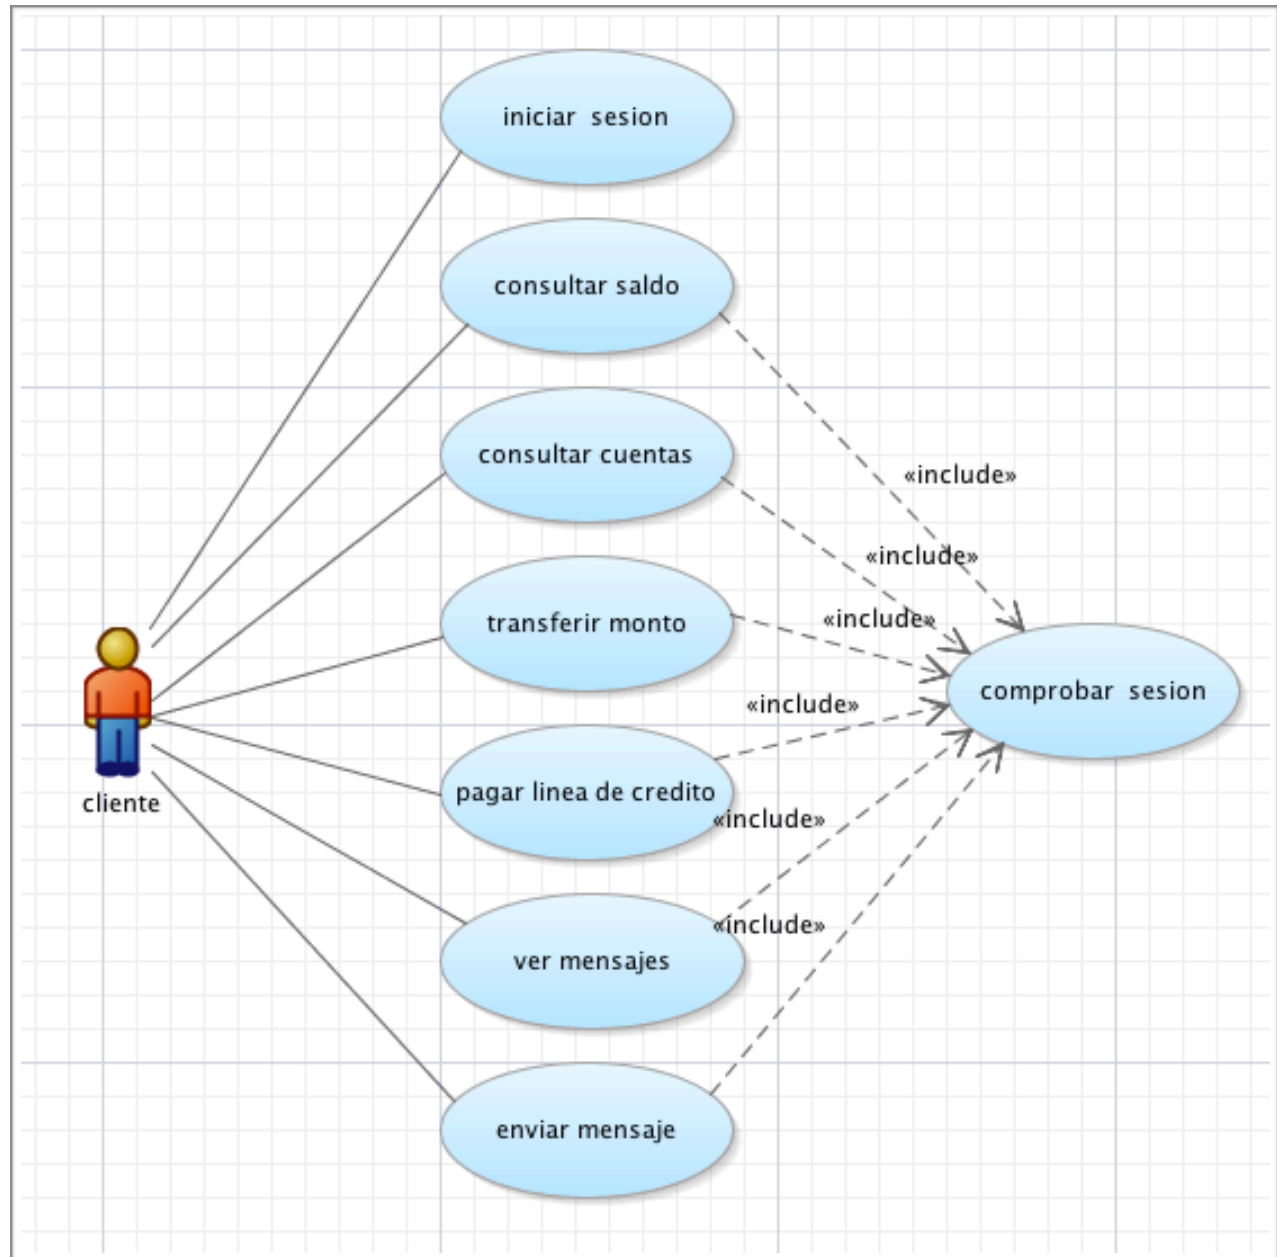 iniciar  sesion
consultar saldo
consultar cuentas
«include»
«include»
transferir monto
«include»
comprobar  sesion
«include»
pagar linea de credito
cliente
«include»
«include»
ver mensajes
enviar mensaje